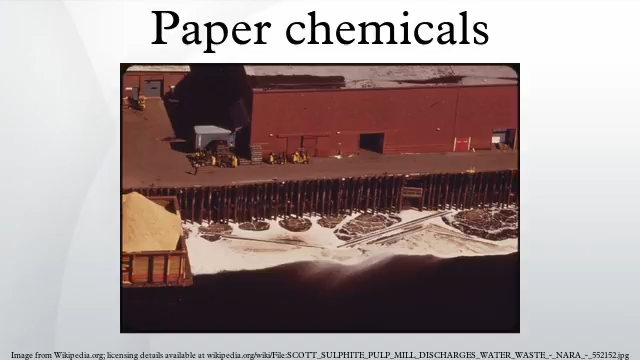 Paper chemicals
Image from Wikipedia.org; licensing details available at wikipedia.org/wiki/File:SCOTT_SULPHITE_PULP_MILL_DISCHARGES_WATER_WASTE_-_NARA_-_552152.jpg